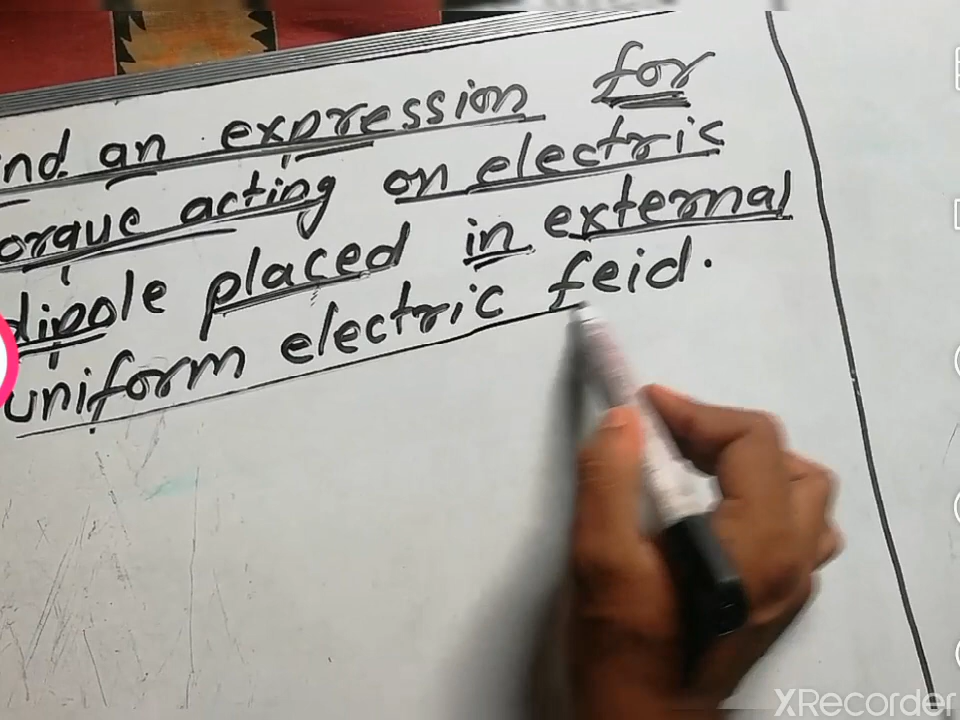 nd. an expression for
orque acting on electric
dipole placed in external
uniform electric feid.
XRecorder